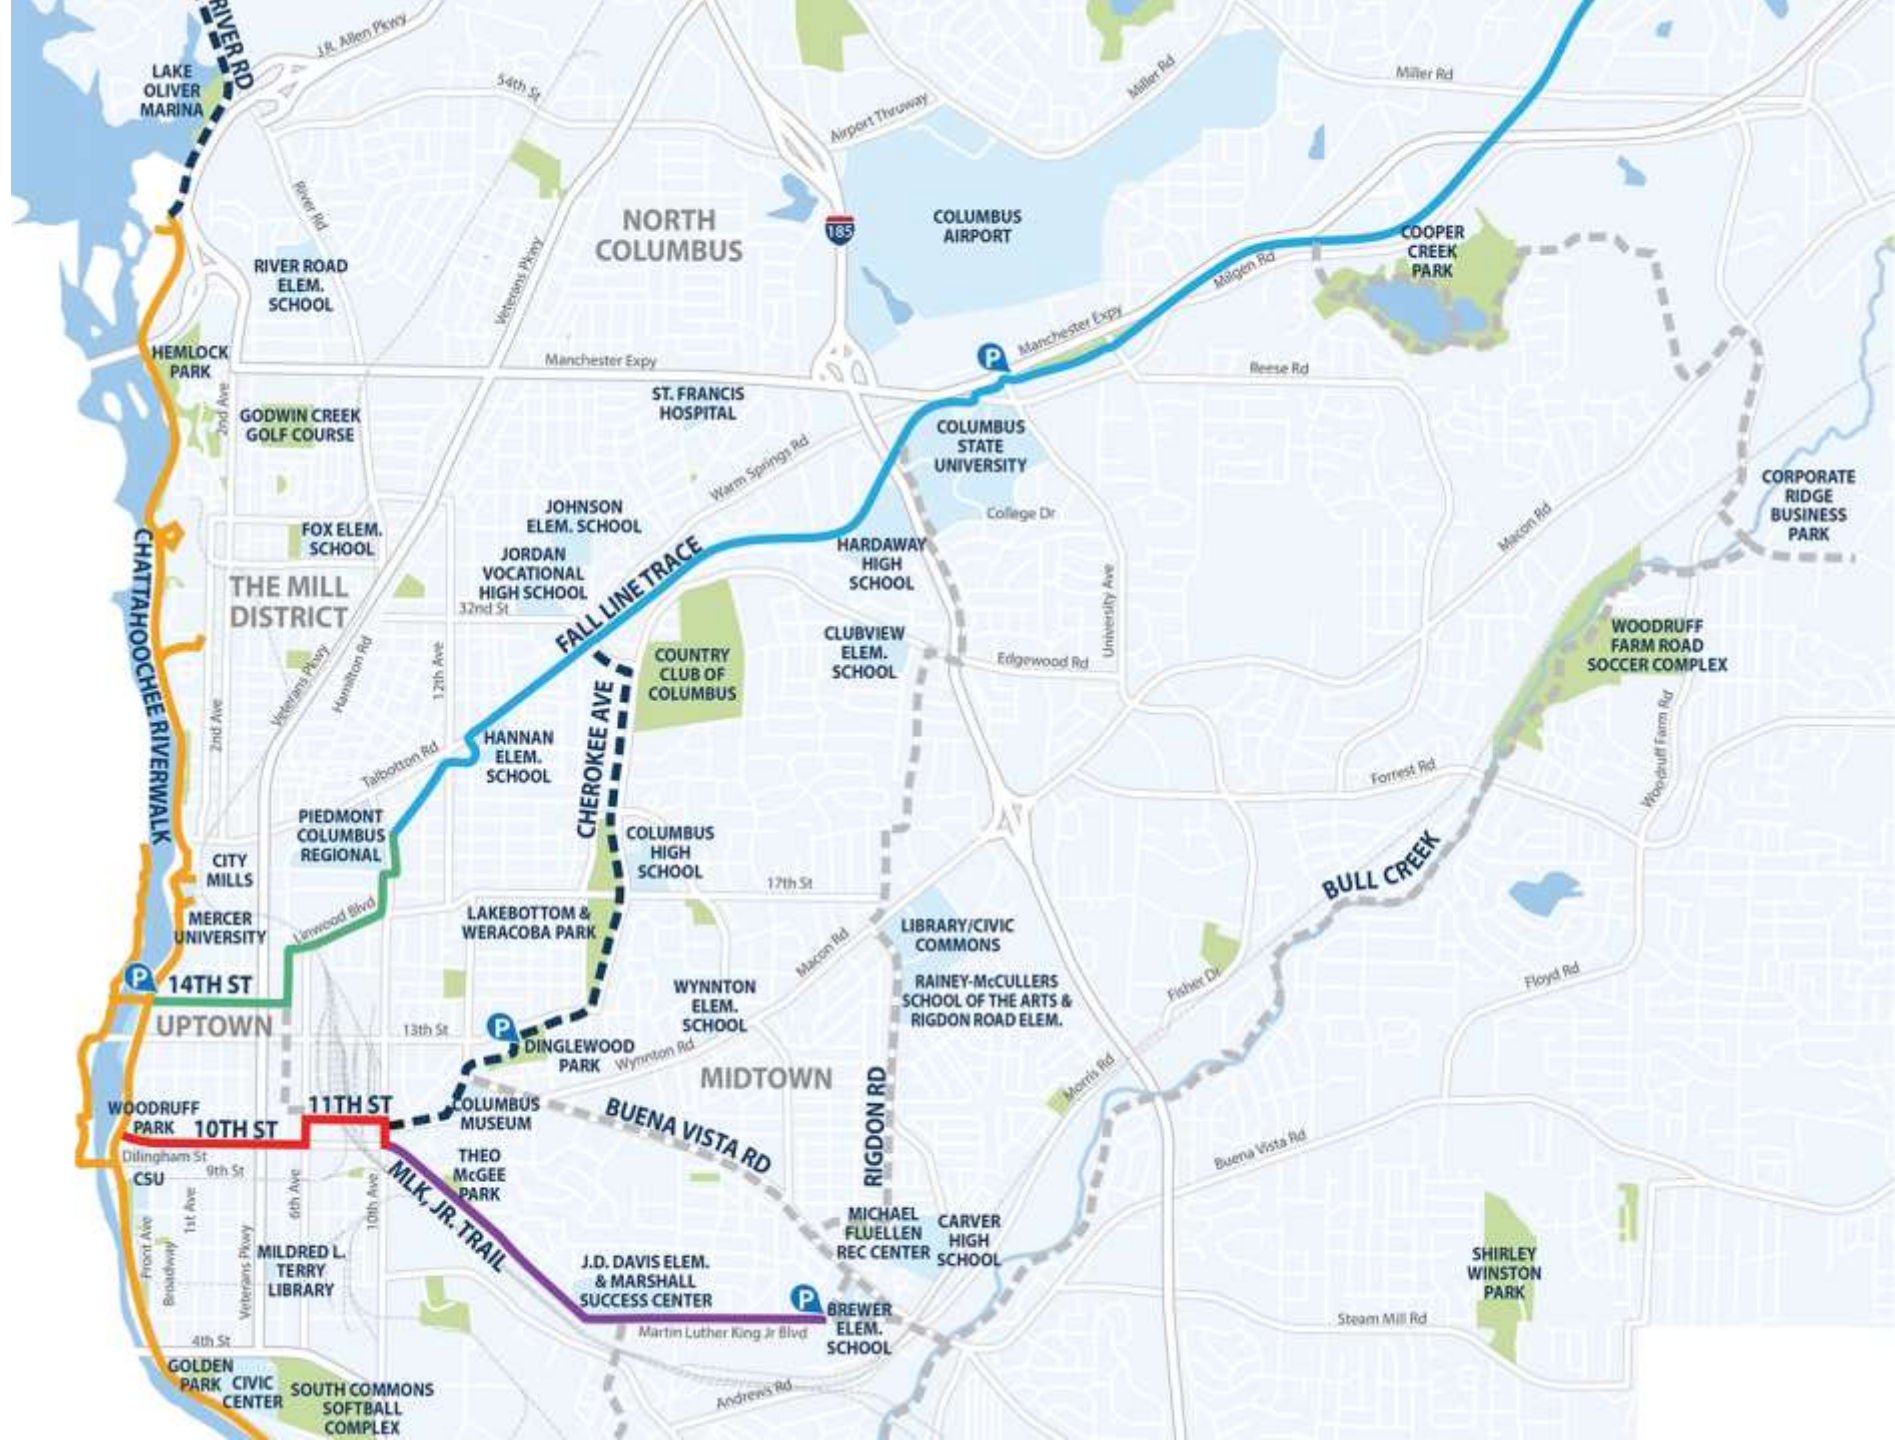 RIVER RD
J.R. Allen Pkwy
LAKE
OLIVER
MARINA
54th St
Airport Thruway
Miller Rd
Miller Rd
River Rd
NORTH
COLUMBUS
185
COLUMBUS
AIRPORT
COOPER
CREEK
PARK
RIVER ROAD
ELEM.
SCHOOL
Veterans Pkwy
Milgen Rd
Manchester Expy
P
HEMLOCK
PARK
Manchester Expy
Reese Rd
2nd Ave
GODWIN CREEK
GOLF COURSE
ST. FRANCIS
HOSPITAL
COLUMBUS
STATE
UNIVERSITY
Warm Springs Rd
CORPORATE
RIDGE
BUSINESS
PARK
College Dr
Macon Rd
JOHNSON
ELEM. SCHOOL
FOX ELEM.
SCHOOL
JORDAN
VOCATIONAL
HIGH SCHOOL
HARDAWAY
HIGH
SCHOOL
CHATTAHOOCHEE RIVERWALK
THE MILL
DISTRICT
32nd St
FALL LINE TRACE
University Ave
CLUBVIEW
ELEM.
SCHOOL
Edgewood Rd
WOODRUFF
FARM ROAD
SOCCER COMPLEX
COUNTRY
CLUB OF
COLUMBUS
Veterans Pkwy
Hamilton Rd
12th Ave
2nd Ave
CHEROKEE AVE
Woodruff Farm Rd
HANNAN
ELEM.
SCHOOL
Talbotton Rd
Forrest Rd
PIEDMONT
COLUMBUS
REGIONAL
COLUMBUS
HIGH
SCHOOL
BULL CREEK
CITY
MILLS
17th St
MERCER
UNIVERSITY
Linwood Blvd
LAKEBOTTOM &
WERACOBA PARK
Macon Rd
LIBRARY/CIVIC
COMMONS
P
14TH ST
WYNNTON
ELEM.
SCHOOL
RAINEY-McCULLERS
SCHOOL OF THE ARTS &
RIGDON ROAD ELEM.
Fisher Dr
Floyd Rd
UPTOWN
13th St
P
DINGLEWOOD
PARK
Wynnton Rd
MIDTOWN
Morris Rd
WOODRUFF
PARK
10TH ST
11TH ST
COLUMBUS
MUSEUM
BUENA VISTA RD
RIGDON RD
Buena Vista Rd
Dilingham St
9th St
CSU
THEO
McGEE
PARK
MLK, JR. TRAIL
Front Ave
Broadway
1st Ave
Veterans Pkwy
6th Ave
10th Ave
MICHAEL
FLUELLEN
REC CENTER
CARVER
HIGH
SCHOOL
MILDRED L.
TERRY
LIBRARY
J.D. DAVIS ELEM.
& MARSHALL
SUCCESS CENTER
SHIRLEY
WINSTON
PARK
P
BREWER
ELEM.
SCHOOL
Martin Luther King Jr Blvd
Steam Mill Rd
4th St
GOLDEN
PARK
CIVIC
CENTER
SOUTH COMMONS
SOFTBALL
COMPLEX
Andrews Rd